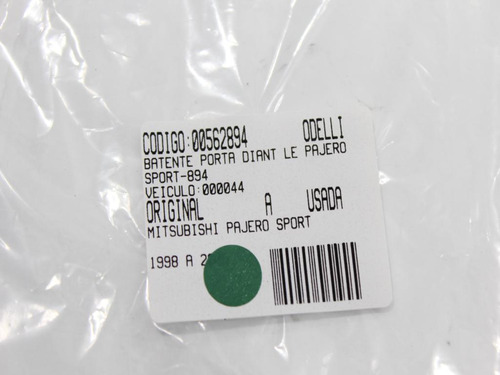 CODIGO:00562894 ODELLI
BATENTE PORTA DIANT LE PAJERO
SPORT-894
VEICULO:000044
ORIGINAL A USADA
MITSUBISHI PAJERO SPORT
1998 A